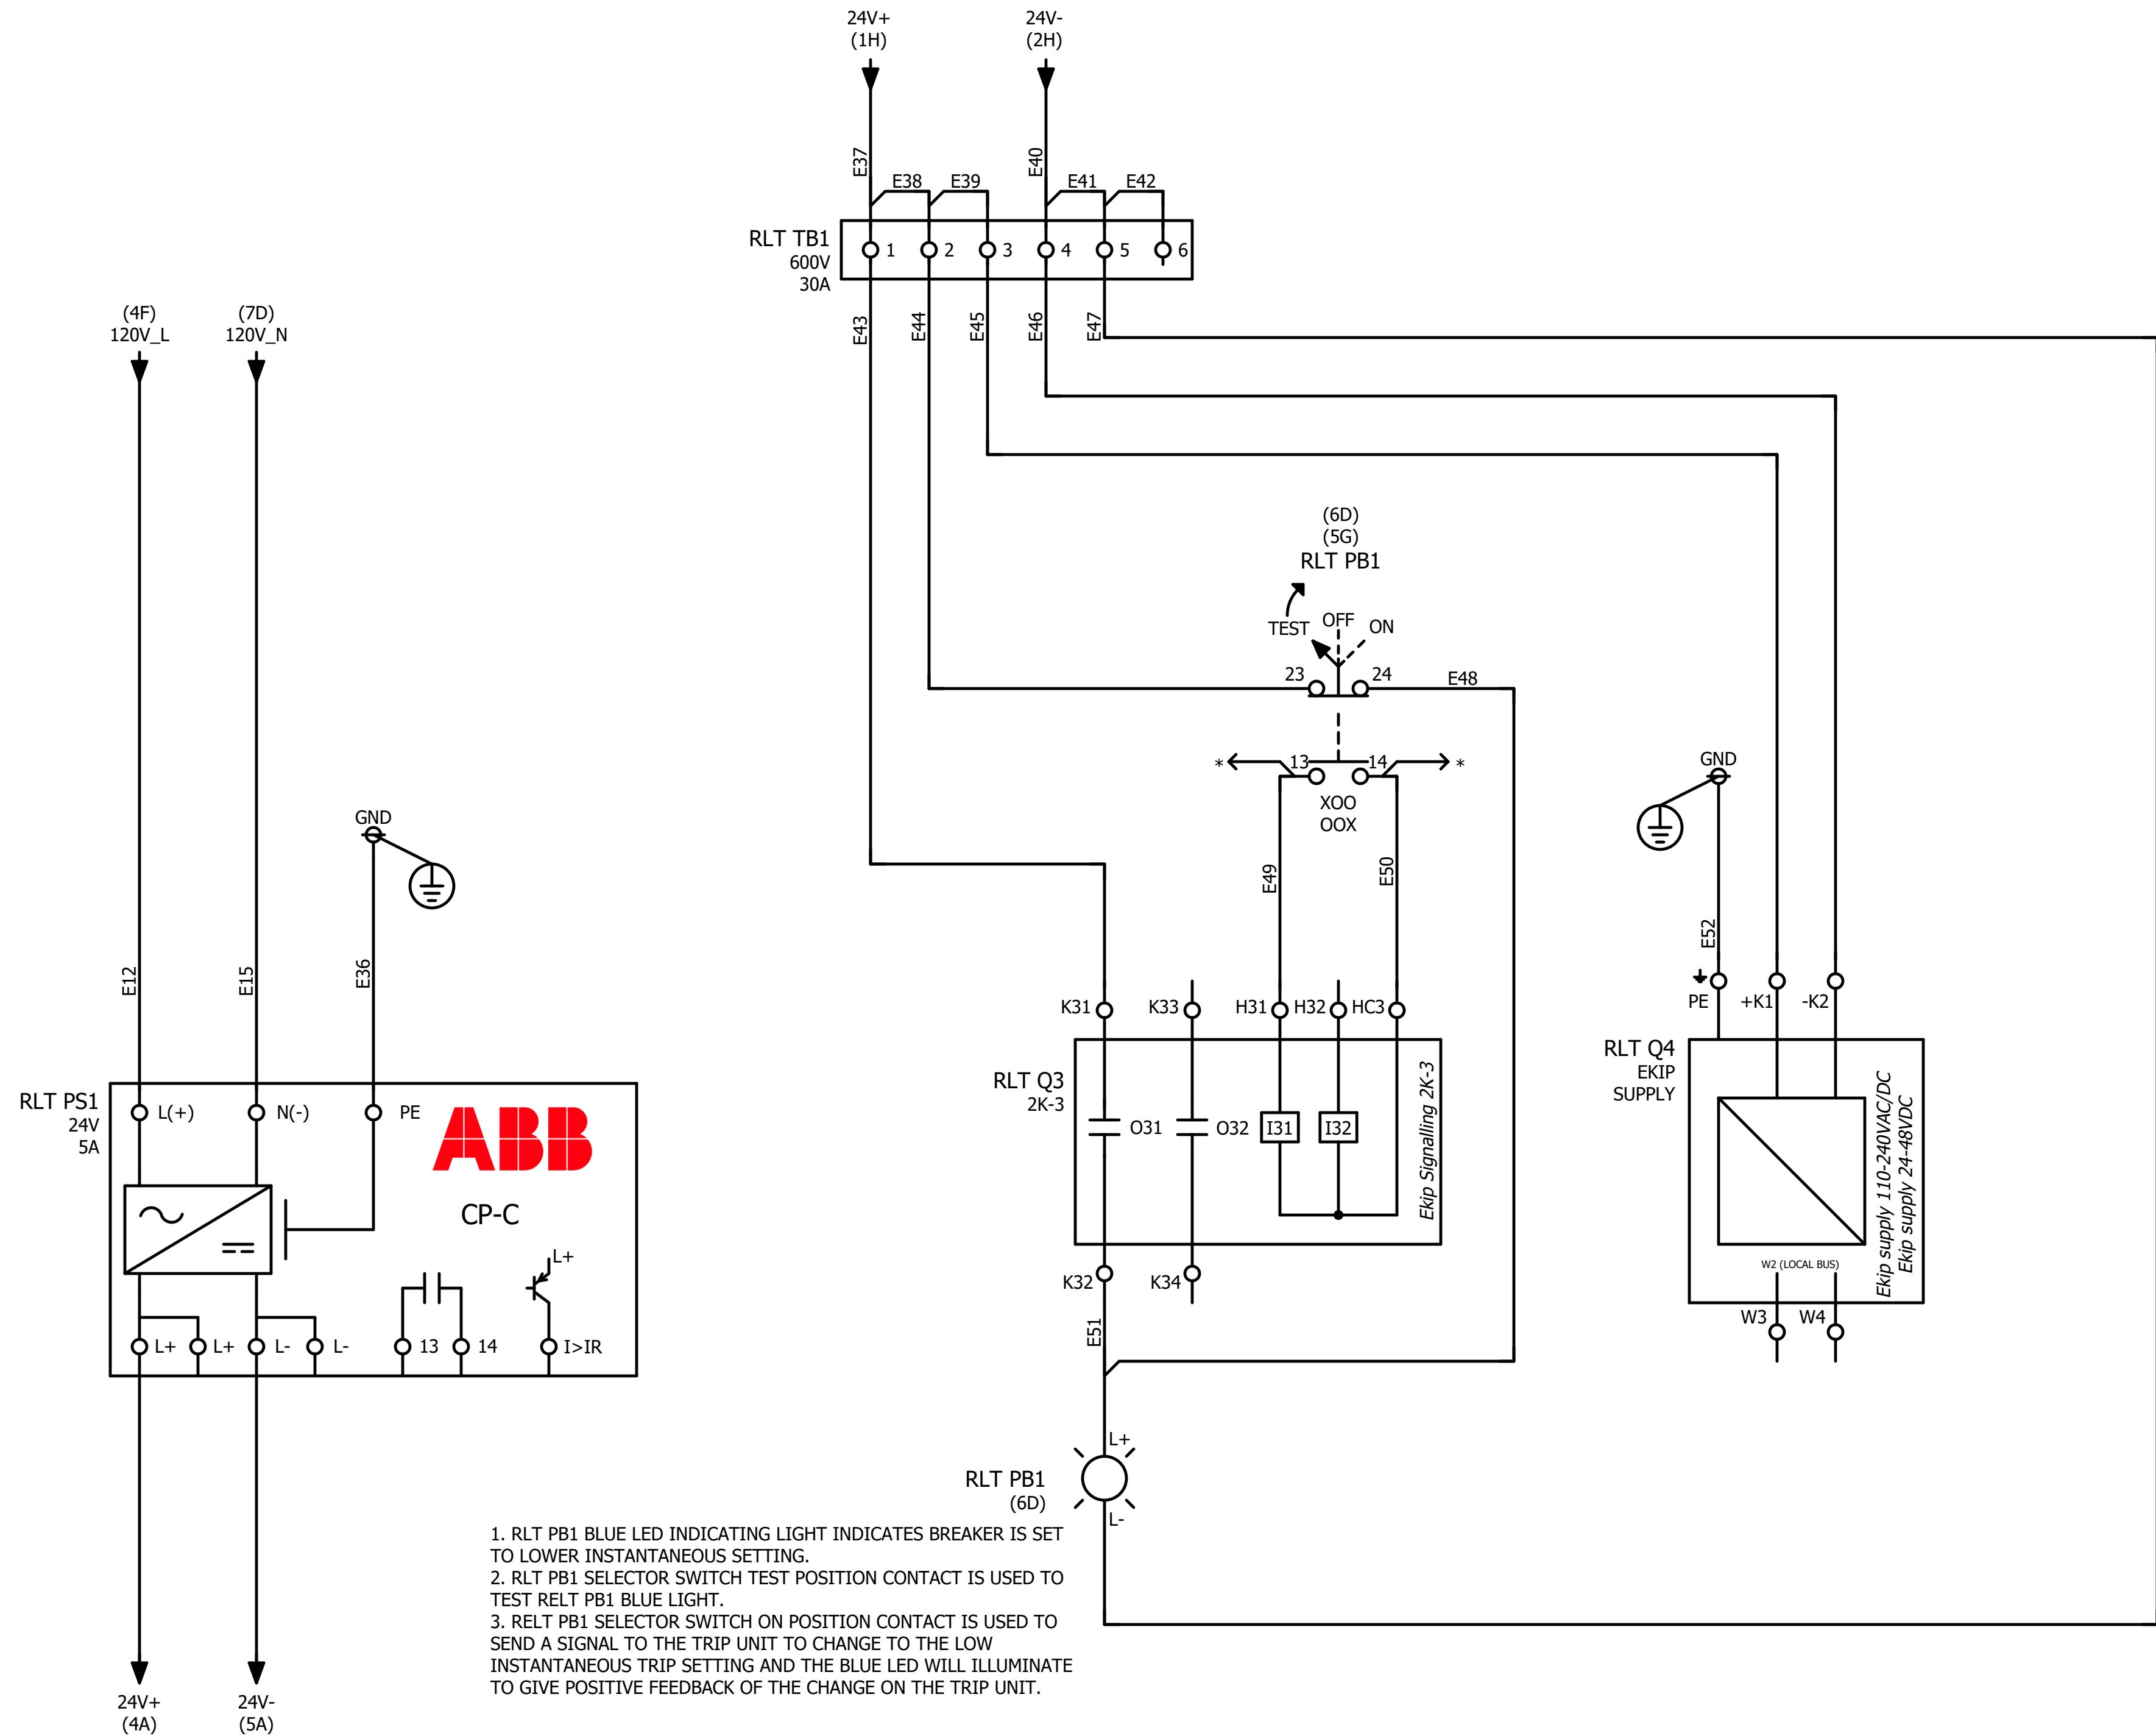 24V+
(1H)
24V-
(2H)
E37
E38
E39
E40
E41
E42
RLT TB1
600V
30A
1
2
3
4
5
6
E43
E44
E45
E46
E47
(4F)
120V_L
(7D)
120V_N
(6D)
(5G)
RLT PB1
TEST
OFF
ON
23
24
E48
*
13
14
*
XOO
OOX
GND
E12
E15
E36
E49
E50
GND
E52
K31
K33
H31
H32
HC3
RLT Q3
2K-3
O31
O32
I31
I32
Ekip Signalling 2K-3
K32
K34
E51
PE
+K1
-K2
RLT Q4
EKIP
SUPPLY
Ekip supply 110-240VAC/DC
Ekip supply 24-48VDC
W2 (LOCAL BUS)
W3
W4
RLT PS1
24V
5A
L(+)
N(-)
PE
ABB
CP-C
L+
L+
L+
L-
L-
13
14
I>IR
L+
RLT PB1
(6D)
L-
1. RLT PB1 BLUE LED INDICATING LIGHT INDICATES BREAKER IS SET
TO LOWER INSTANTANEOUS SETTING.
2. RLT PB1 SELECTOR SWITCH TEST POSITION CONTACT IS USED TO
TEST RELT PB1 BLUE LIGHT.
3. RELT PB1 SELECTOR SWITCH ON POSITION CONTACT IS USED TO
SEND A SIGNAL TO THE TRIP UNIT TO CHANGE TO THE LOW
INSTANTANEOUS TRIP SETTING AND THE BLUE LED WILL ILLUMINATE
TO GIVE POSITIVE FEEDBACK OF THE CHANGE ON THE TRIP UNIT.
24V+
(4A)
24V-
(5A)